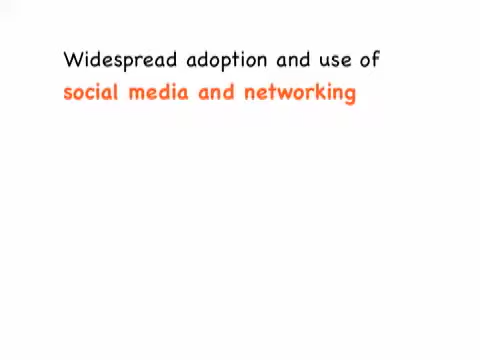 Widespread adoption and use of
social media and networking